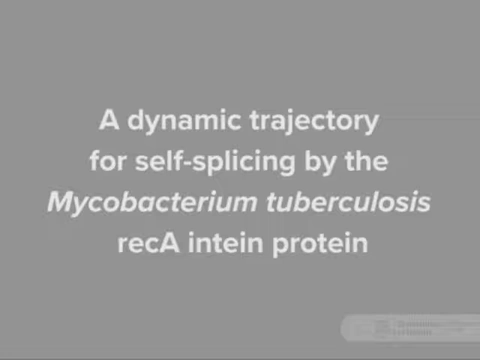 A dynamic trajectory
for self-splicing by the
Mycobacterium tuberculosis
recA intein protein